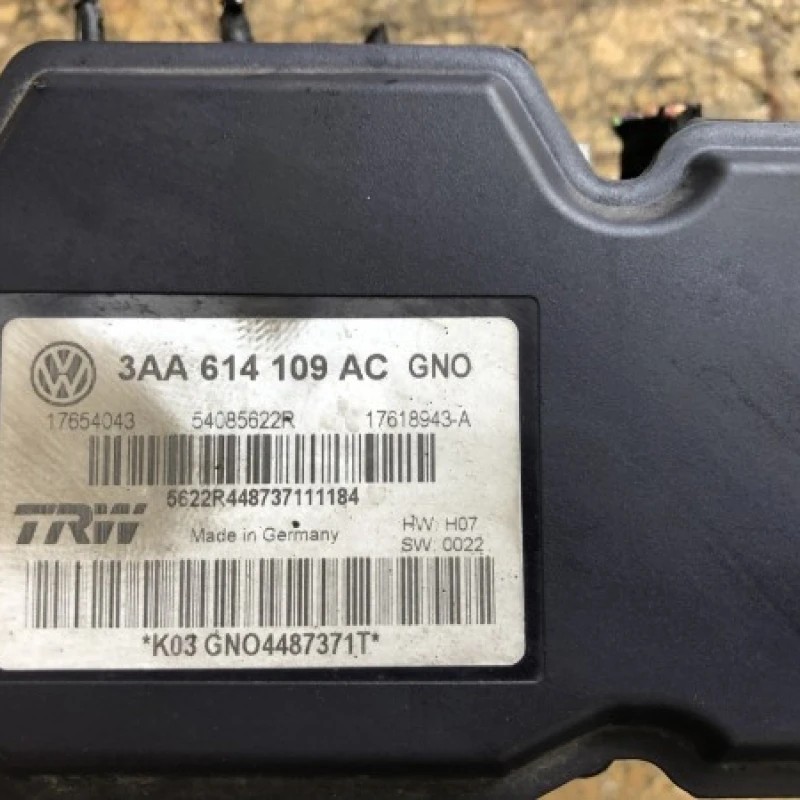 3AA 614 109 AC GNO
17654043 54085622R 17618943-A
5622R448737111184
TRW Made in Germany HW: H07
SW: 0022
*K03 GNO4487371T*